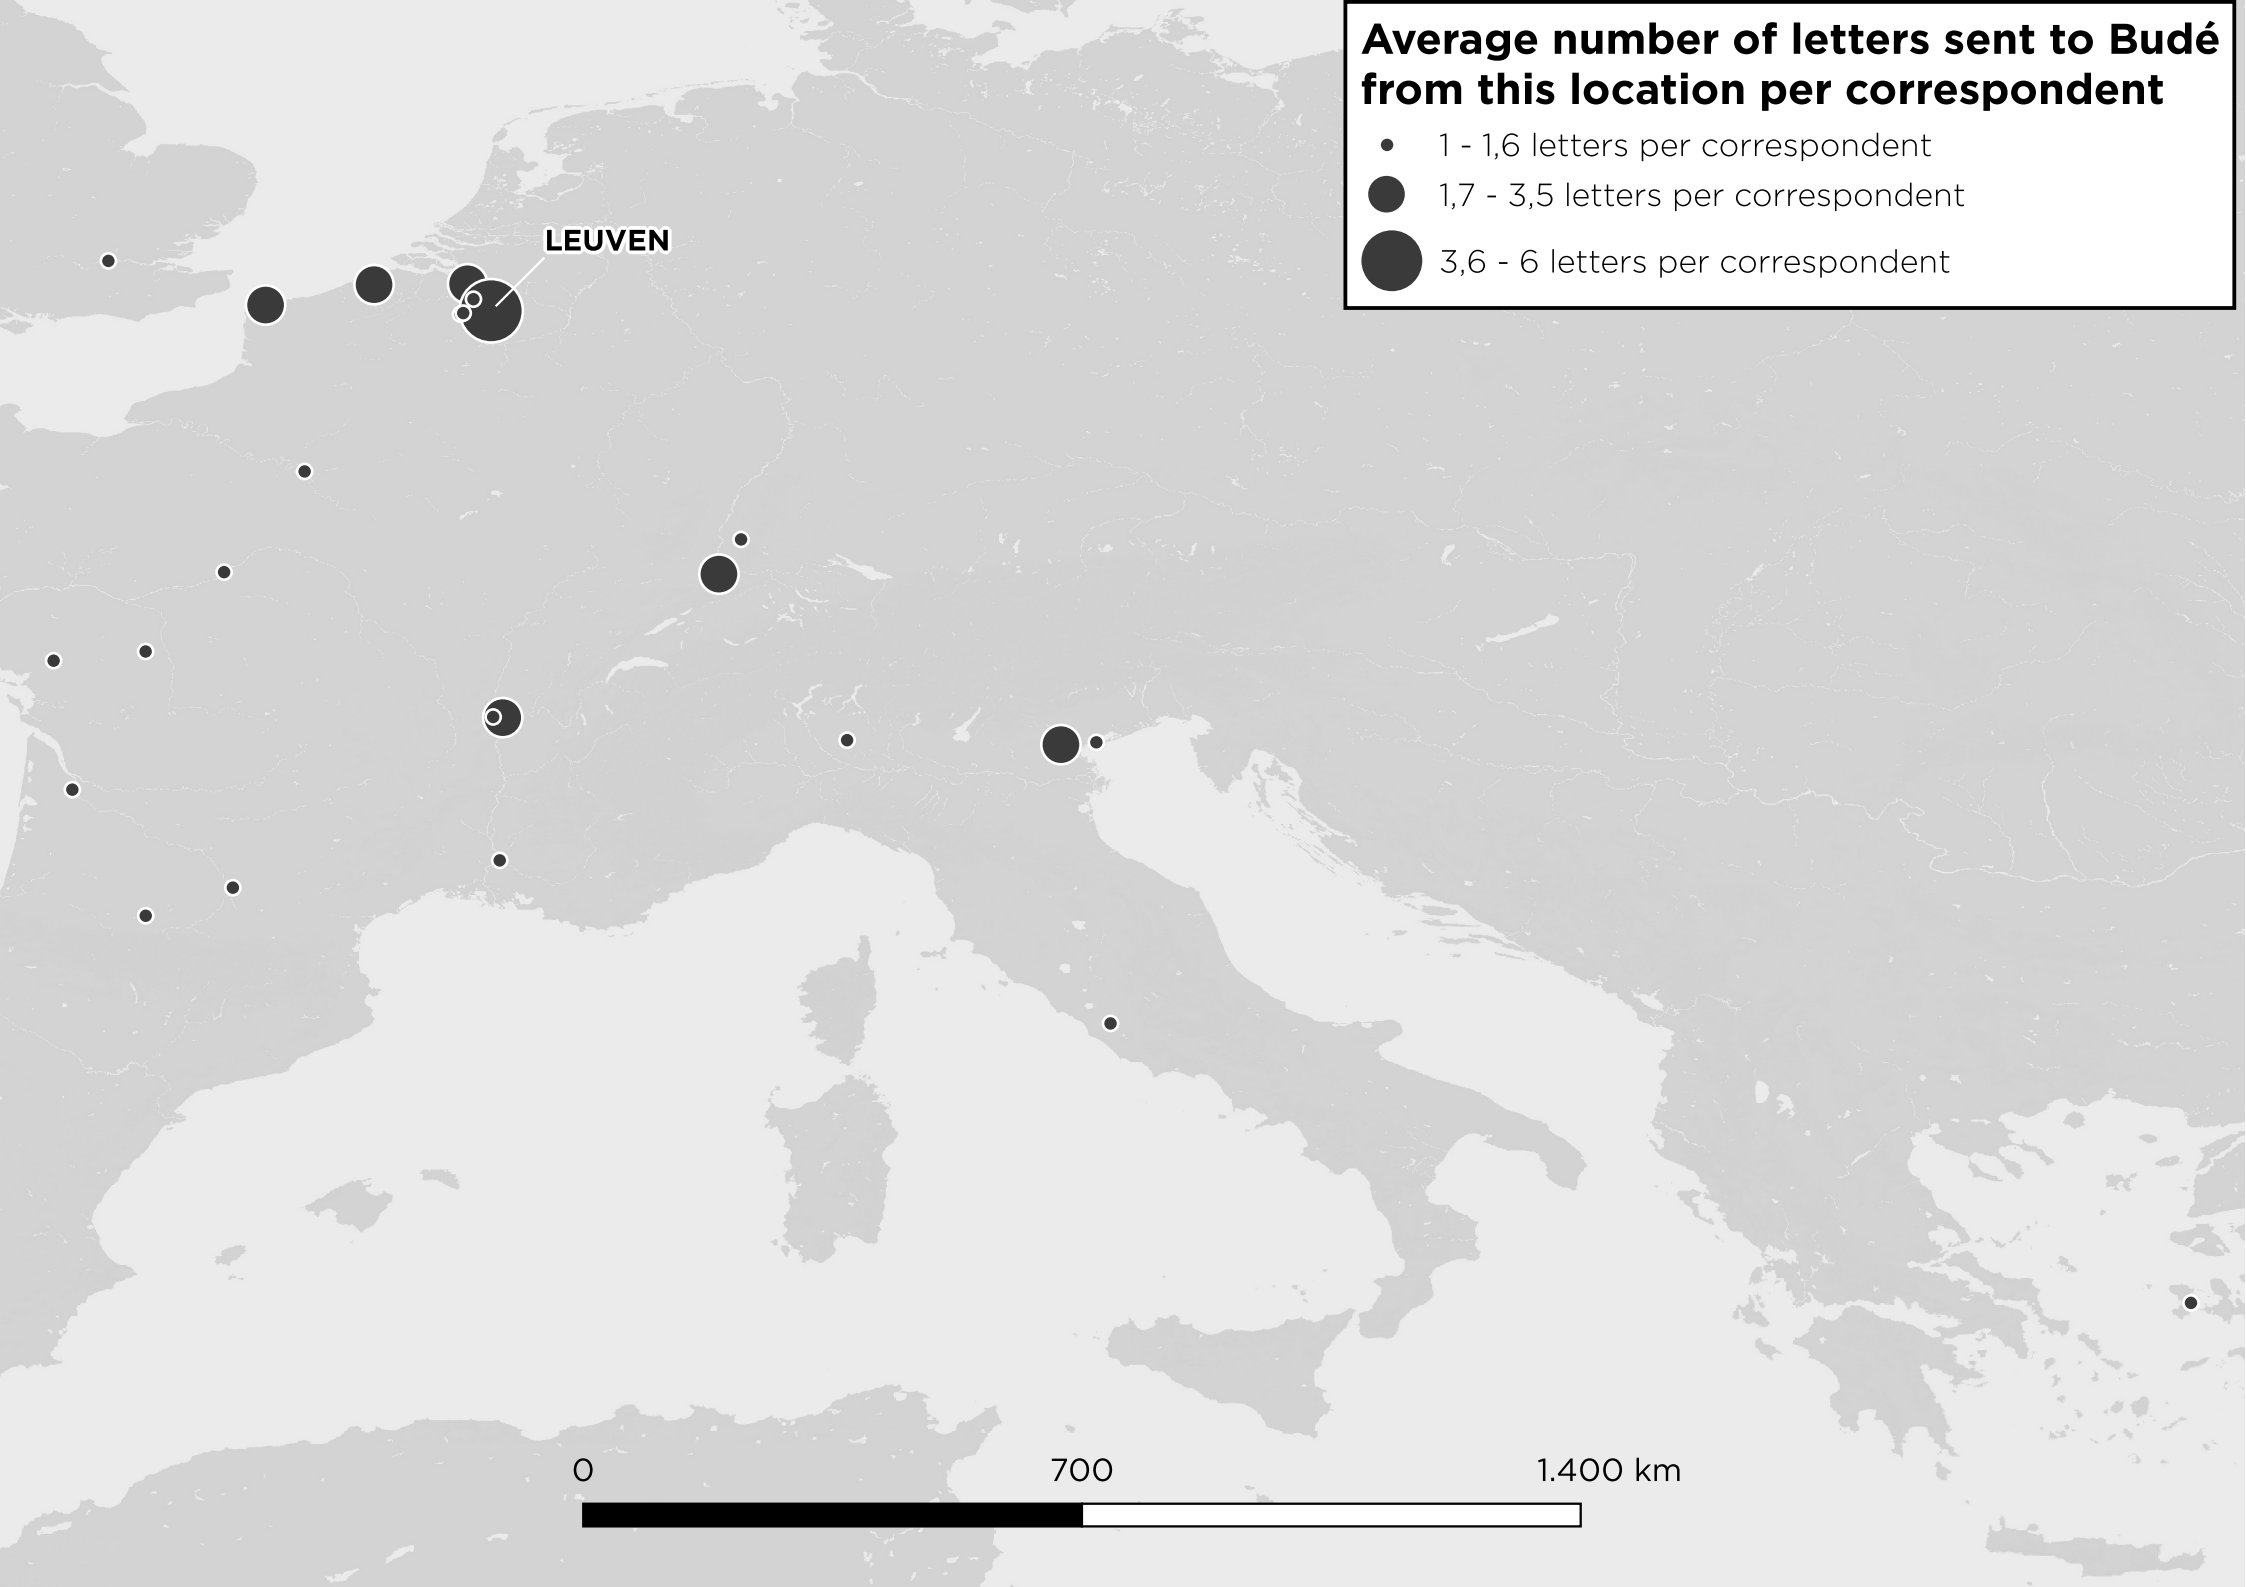 Average number of letters sent to Budé
from this location per correspondent
1 - 1,6 letters per correspondent
1,7 - 3,5 letters per correspondent
3,6 - 6 letters per correspondent
LEUVEN
0 700 1.400 km